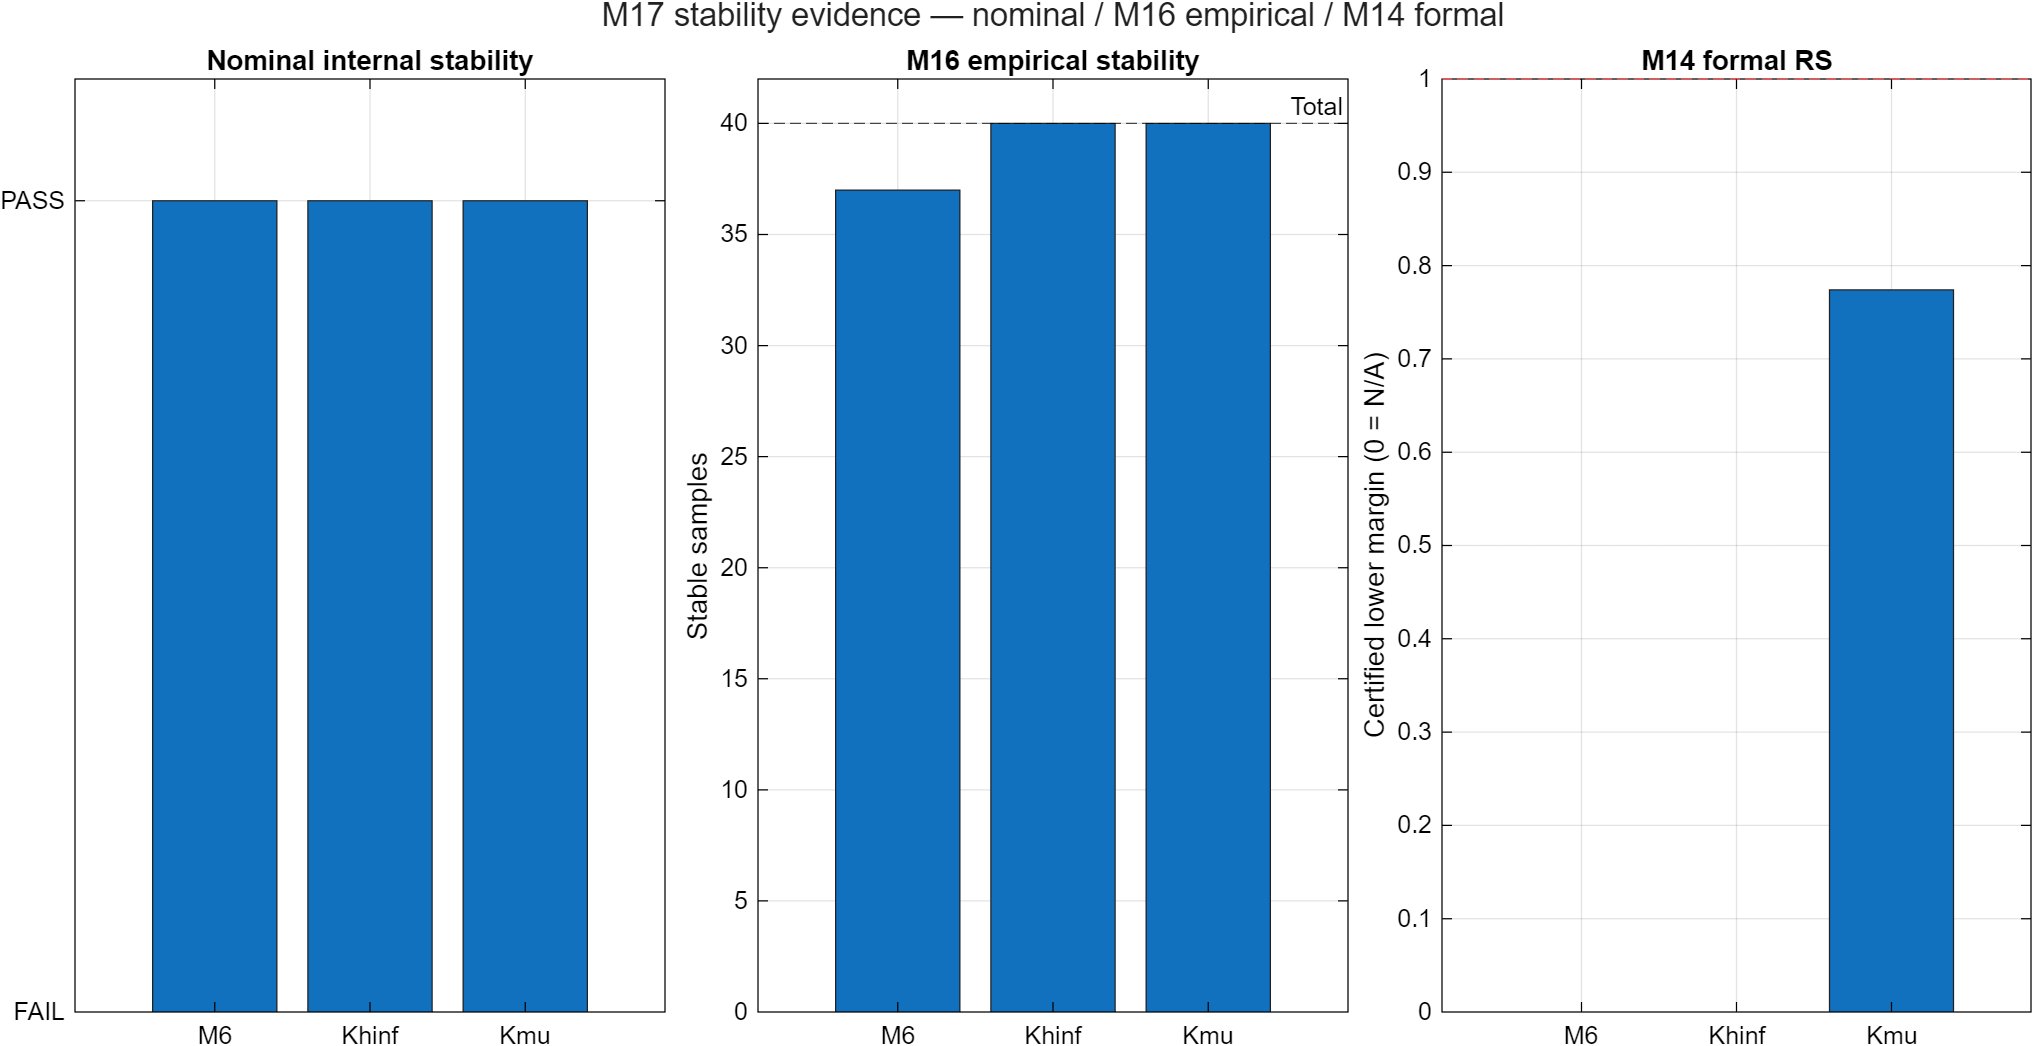 M17 stability evidence — nominal / M16 empirical / M14 formal
Nominal internal stability
PASS
FAIL
M6
Khinf
Kmu
M16 empirical stability
Stable samples
Total
40
35
30
25
20
15
10
5
0
M6
Khinf
Kmu
M14 formal RS
Certified lower margin (0 = N/A)
1
0.9
0.8
0.7
0.6
0.5
0.4
0.3
0.2
0.1
0
M6
Khinf
Kmu